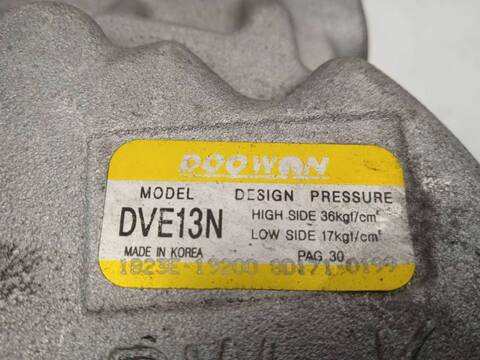 DOOWON
MODEL DESIGN PRESSURE
DVE13N HIGH SIDE 36kgf/cm²
LOW SIDE 17kgf/cm²
MADE IN KOREA PAG 30